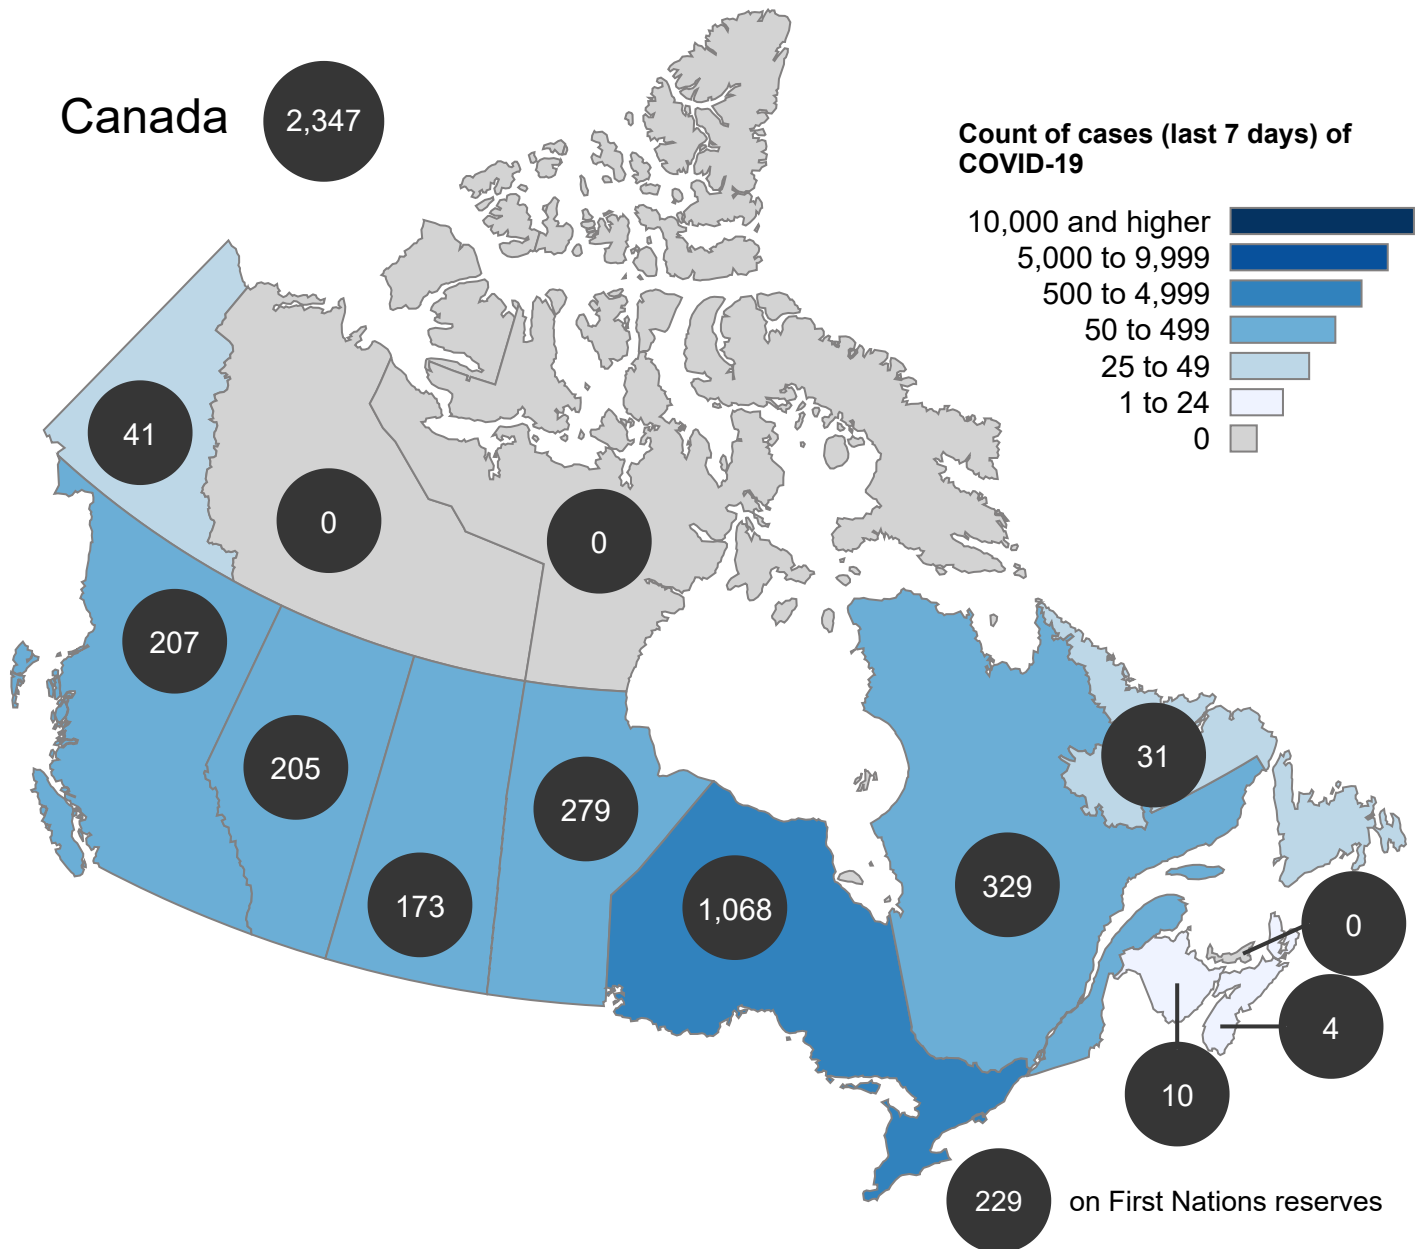 Canada
2,347
Count of cases (last 7 days) of
COVID-19
10,000 and higher
5,000 to 9,999
500 to 4,999
50 to 499
25 to 49
1 to 24
0
41
0
0
207
205
279
173
1,068
329
31
0
4
10
229 on First Nations reserves